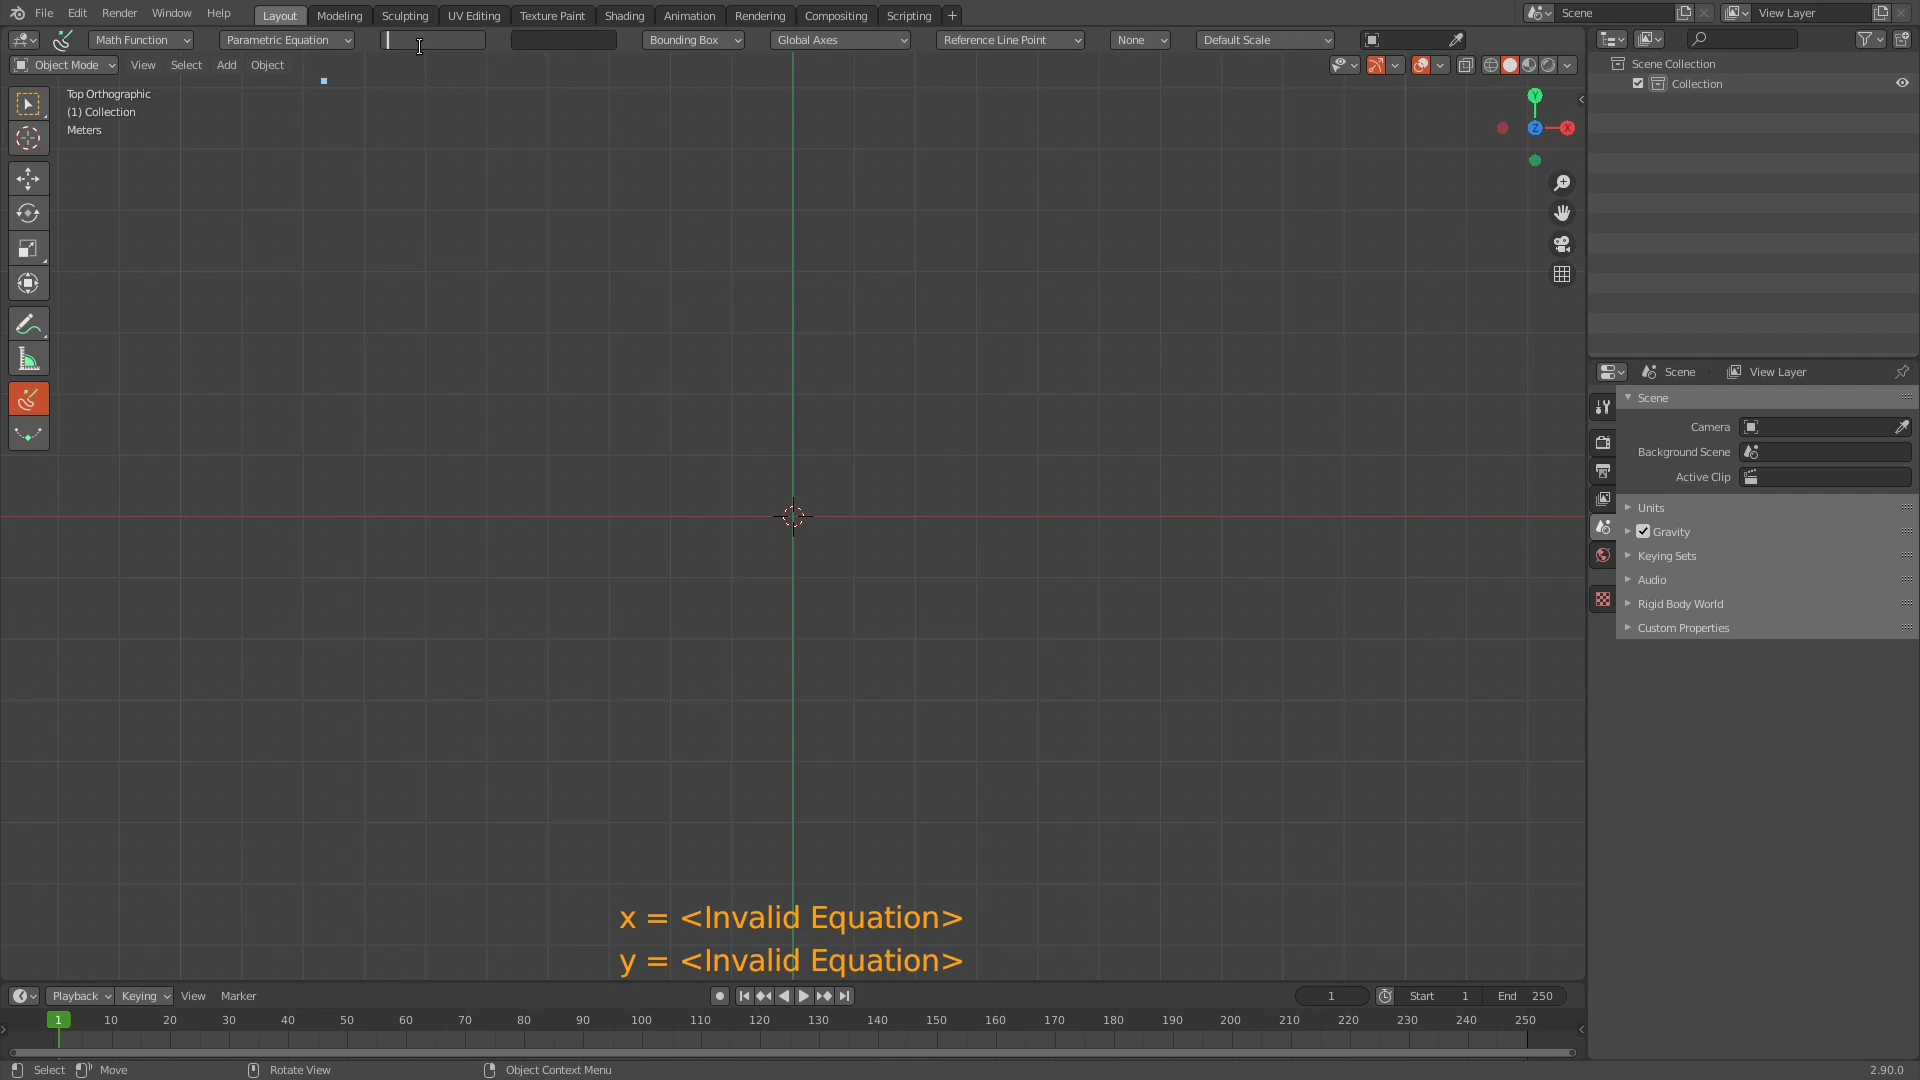 File Edit Render Window Help Layout Modeling Sculpting UV Editing Texture Paint Shading Animation Rendering Compositing Scripting + Scene View Layer
Math Function Parametric Equation Bounding Box Global Axes Reference Line Point None Default Scale
Object Mode View Select Add Object
Scene Collection
Collection
Top Orthographic
(1) Collection
Meters
Y
Z X
Scene View Layer
Scene
Camera
Background Scene
Active Clip
Units
Gravity
Keying Sets
Audio
Rigid Body World
Custom Properties
x = <Invalid Equation>
y = <Invalid Equation>
Playback Keying View Marker 1 Start 1 End 250
1 10 20 30 40 50 60 70 80 90 100 110 120 130 140 150 160 170 180 190 200 210 220 230 240 250
Select Move Rotate View Object Context Menu 2.90.0